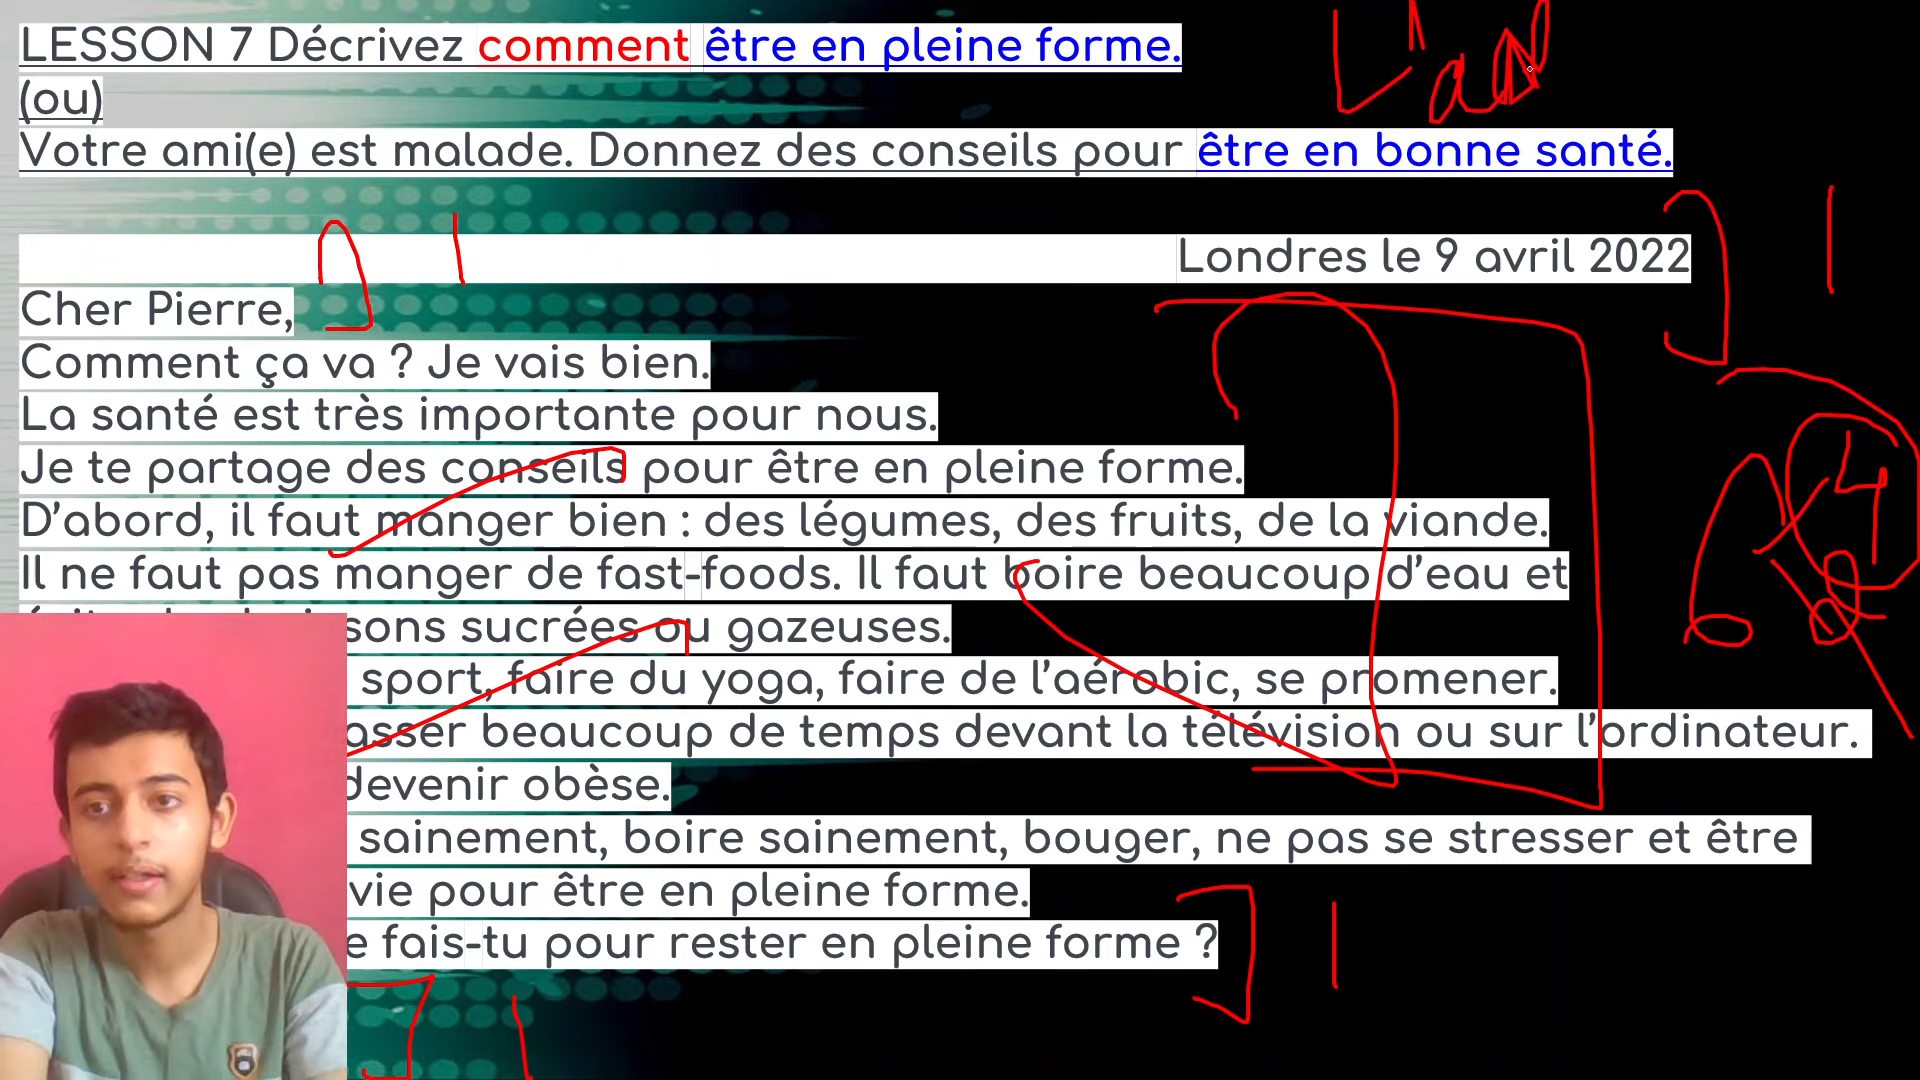 LESSON 7 Décrivez comment être en pleine forme.
(ou)
Votre ami(e) est malade. Donnez des conseils pour être en bonne santé.
Londres le 9 avril 2022
Cher Pierre,
Comment ça va ? Je vais bien.
La santé est très importante pour nous.
Je te partage des conseils pour être en pleine forme.
D’abord, il faut manger bien : des légumes, des fruits, de la viande.
Il ne faut pas manger de fast-foods. Il faut boire beaucoup d’eau et
sons sucrées ou gazeuses.
sport, faire du yoga, faire de l’aérobic, se promener.
asser beaucoup de temps devant la télévision ou sur l’ordinateur.
devenir obèse.
sainement, boire sainement, bouger, ne pas se stresser et être
vie pour être en pleine forme.
e fais-tu pour rester en pleine forme ?
1
1
4
1
1